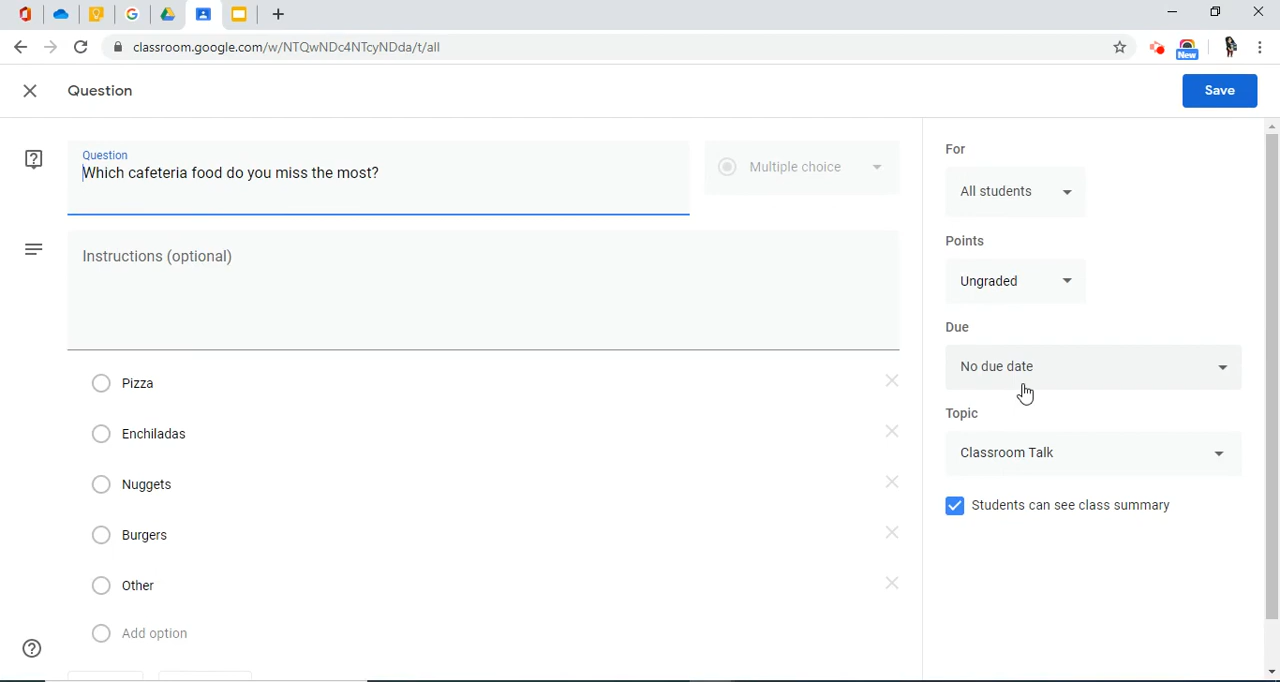 classroom.google.com/w/NTQwNDc4NTcyNDda/t/all
New
Question
Save
Question
Which cafeteria food do you miss the most?
Multiple choice
Instructions (optional)
Pizza
Enchiladas
Nuggets
Burgers
Other
Add option
For
All students
Points
Ungraded
Due
No due date
Topic
Classroom Talk
Students can see class summary